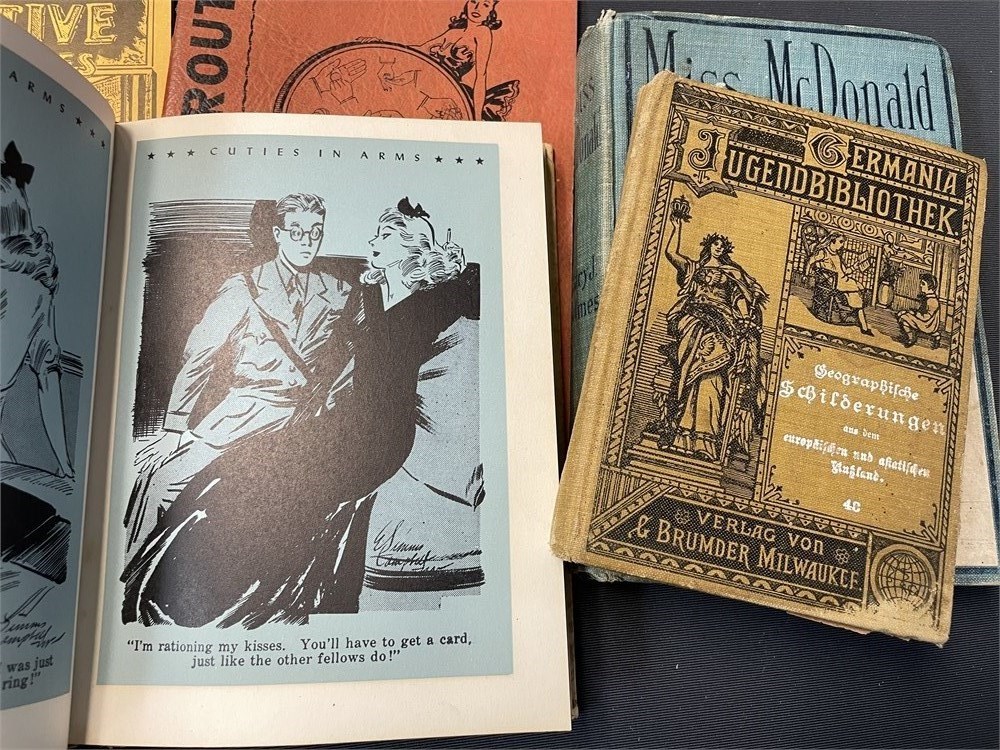 TIVE
ROUT
ARMS ★ ★
was just
ring!"
★ ★ ★ CUTIES IN ARMS ★ ★ ★
E Simms
Campbell
"I'm rationing my kisses. You'll have to get a card,
just like the other fellows do!"
Miss McDonald
GERMANIA
JUGENDBIBLIOTHEK
Geographische
Schilderungen
aus dem
europäischen und asiatischen
Rußland.
48
VERLAG VON
G. BRUMDER MILWAUKEE